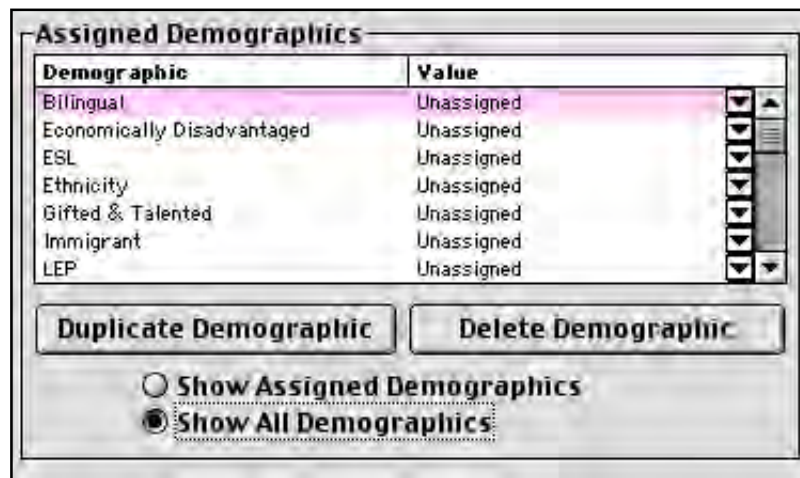 Assigned Demographics
Demographic Value
Bilingual Unassigned
Economically Disadvantaged Unassigned
ESL Unassigned
Ethnicity Unassigned
Gifted & Talented Unassigned
Immigrant Unassigned
LEP Unassigned
Duplicate Demographic Delete Demographic
Show Assigned Demographics
Show All Demographics